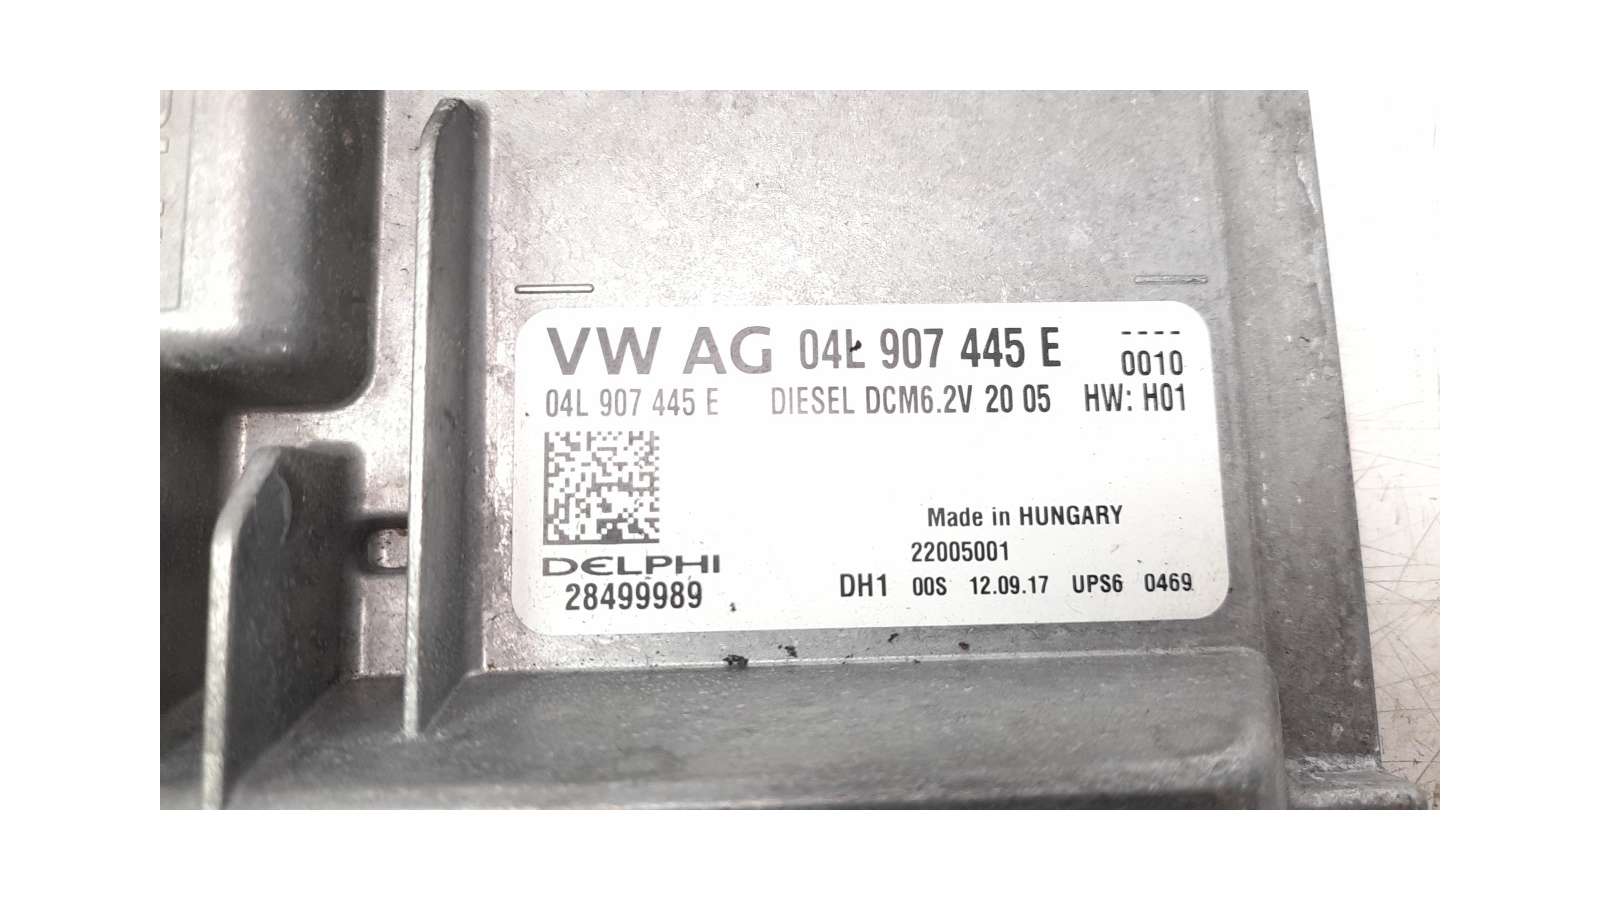 VW AG 04L 907 445 E ----
0010
04L 907 445 E DIESEL DCM6.2V 20 05 HW: H01
Made in HUNGARY
22005001
DELPHI
28499989 DH1 00S 12.09.17 UPS6 0469